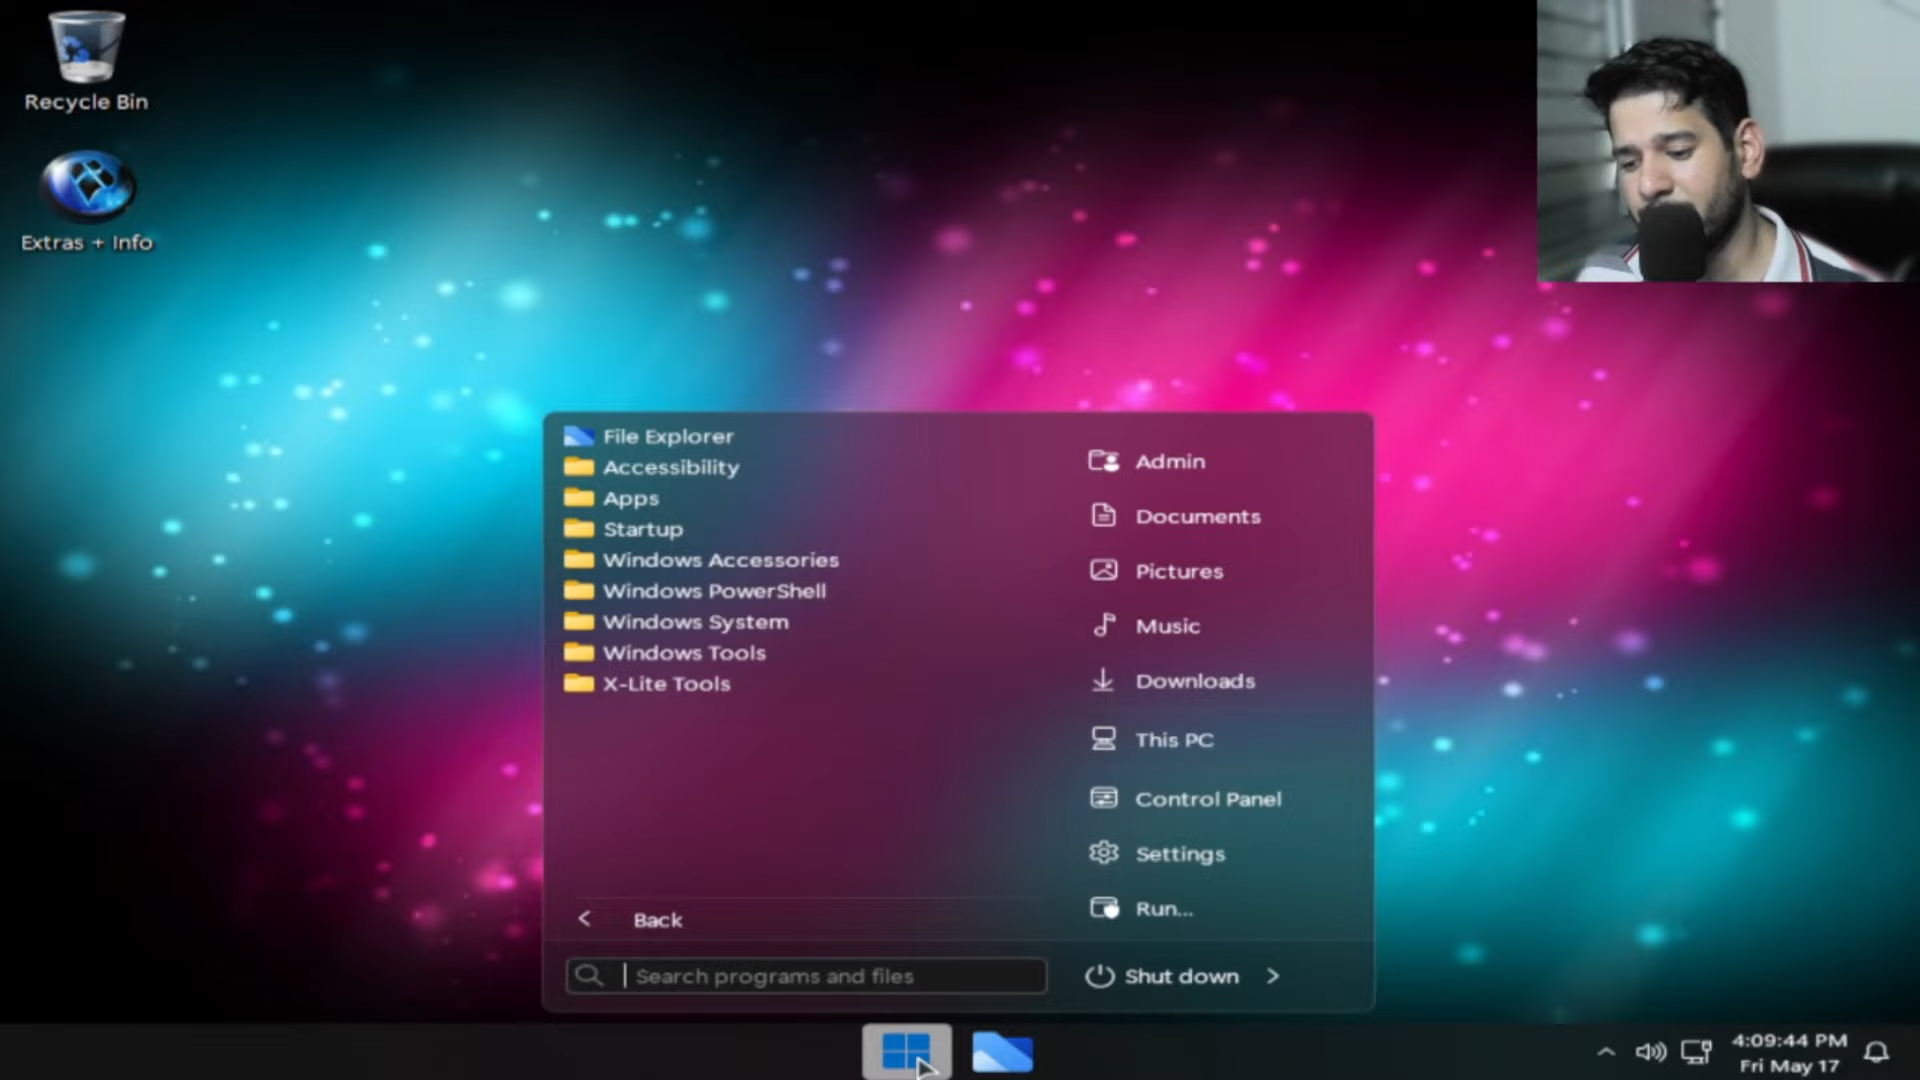 Recycle Bin
Extras + Info
File Explorer
Accessibility
Apps
Startup
Windows Accessories
Windows PowerShell
Windows System
Windows Tools
X-Lite Tools
Back
Search programs and files
Admin
Documents
Pictures
Music
Downloads
This PC
Control Panel
Settings
Run...
Shut down
4:09:44 PM
Fri May 17